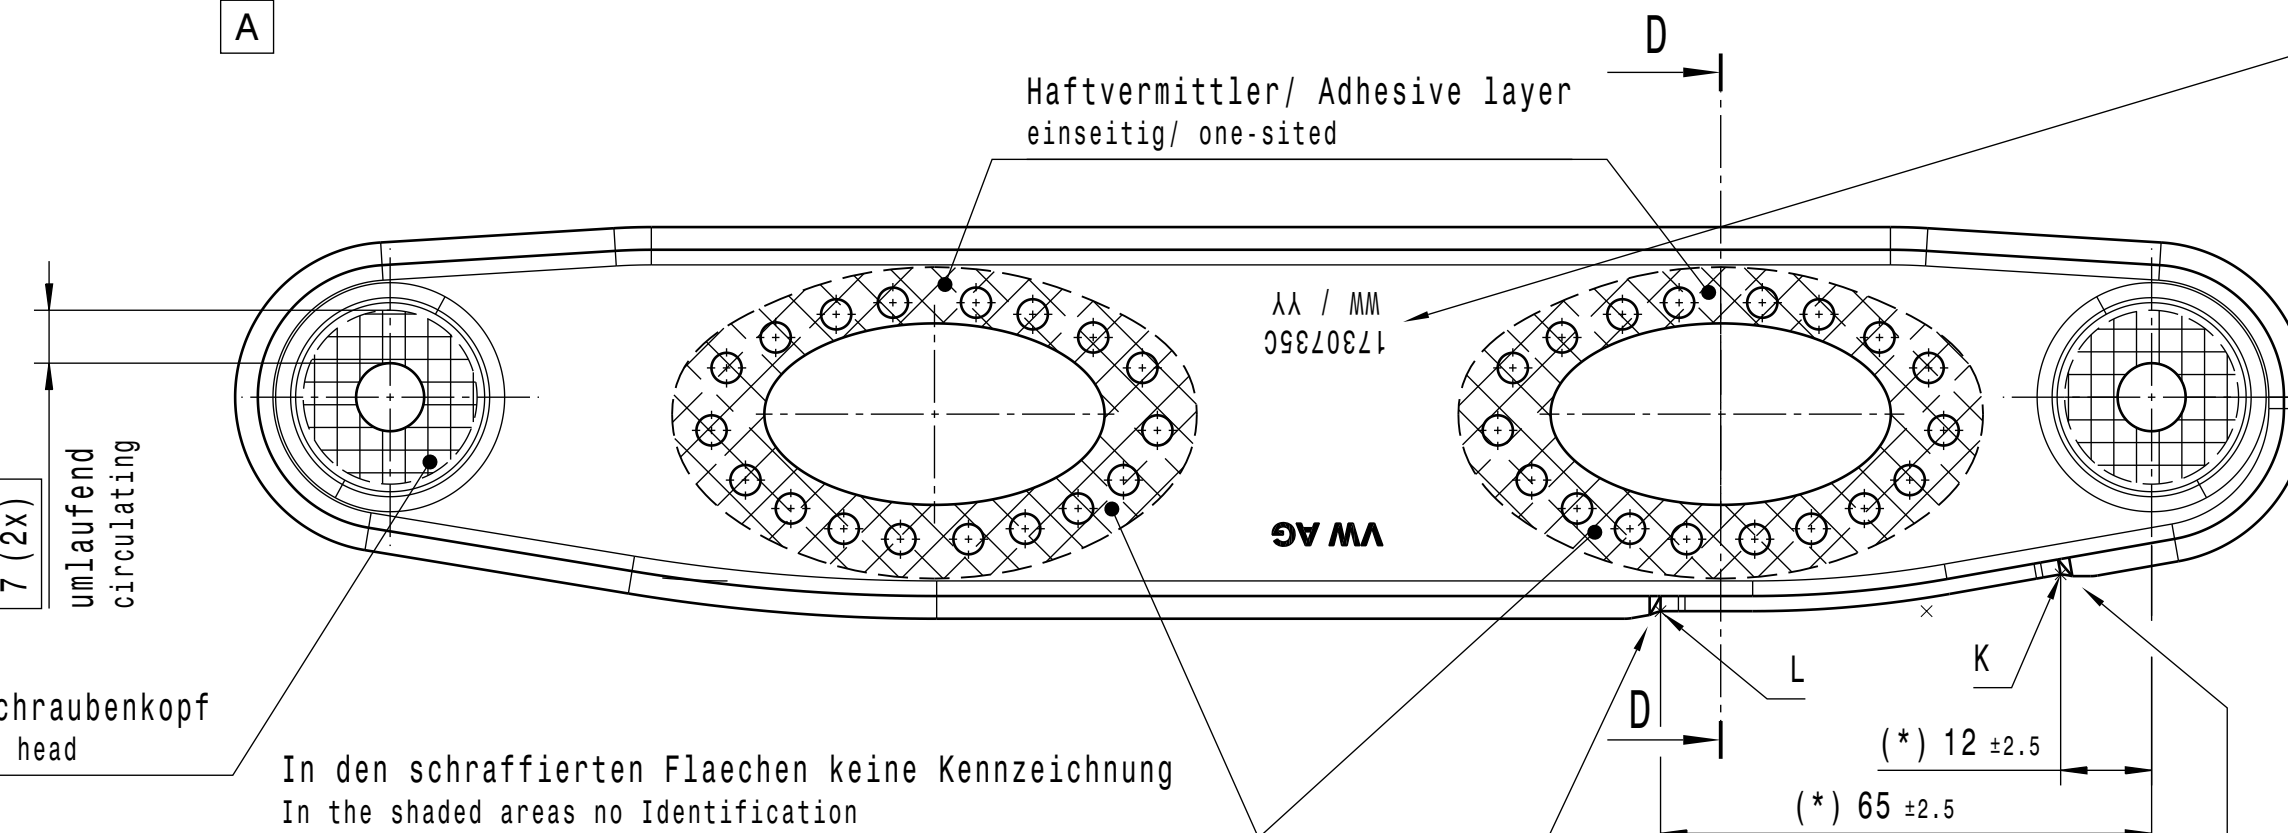 A
D
Haftvermittler/ Adhesive layer
einseitig/ one-sited
WW / YY
1730735C
7 (2x)
umlaufend
circulating
VW AG
L
K
D
chraubenkopf
head
In den schraffierten Flaechen keine Kennzeichnung
In the shaded areas no Identification
(*) 12 ±2.5
(*) 65 ±2.5